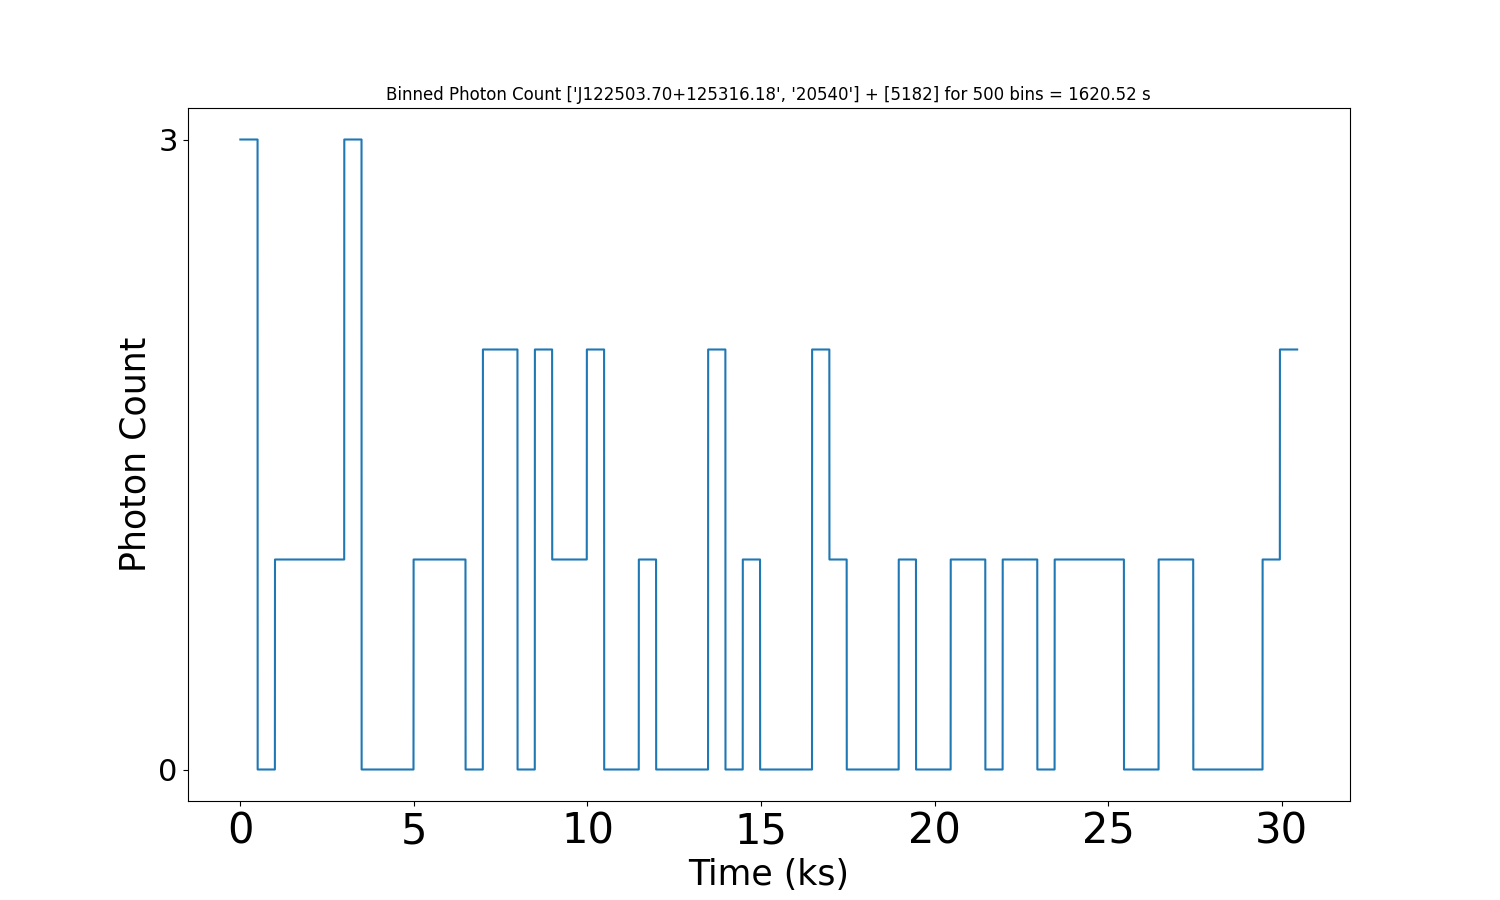 Binned Photon Count ['J122503.70+125316.18', '20540'] + [5182] for 500 bins = 1620.52 s
3
Photon Count
0
0 5 10 15 20 25 30
Time (ks)